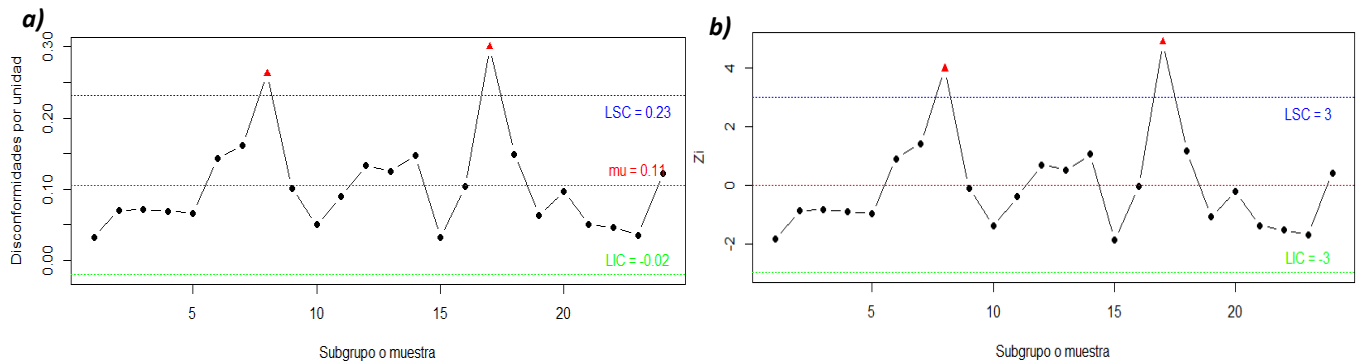 a)
Disconformidades por unidad
0.30
0.20
0.10
0.00
LSC = 0.23
mu = 0.11
LIC = -0.02
5
10
15
20
Subgrupo o muestra
b)
Zi
4
2
0
-2
LSC = 3
LIC = -3
5
10
15
20
Subgrupo o muestra